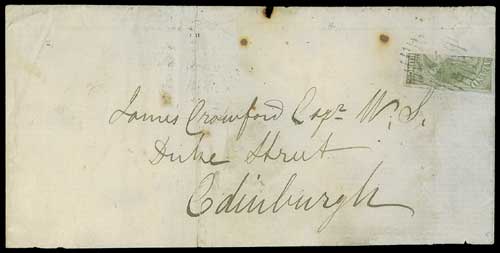 James Crawford Esqr. W.S.
Duke Street
Edinburgh